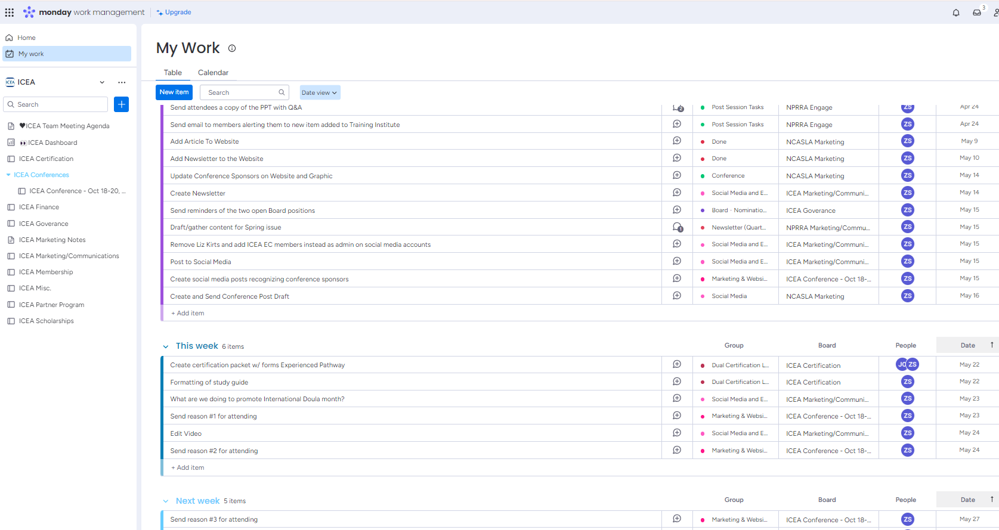 monday work management Upgrade
3
Home
My work
ICEA ICEA
Search
ICEA Team Meeting Agenda
ICEA Dashboard
ICEA Certification
ICEA Conferences
ICEA Conference - Oct 18-20, ...
ICEA Finance
ICEA Goverance
ICEA Marketing Notes
ICEA Marketing/Communications
ICEA Membership
ICEA Misc.
ICEA Partner Program
ICEA Scholarships
My Work
Table Calendar
New item Search Date view
Send attendees a copy of the PPT with Q&A 2 Post Session Tasks NPRRA Engage ZS Apr 24
Send email to members alerting them to new item added to Training Institute Post Session Tasks NPRRA Engage ZS Apr 24
Add Article To Website Done NCASLA Marketing ZS May 9
Add Newsletter to the Website Done NCASLA Marketing ZS May 10
Update Conference Sponsors on Website and Graphic Conference NCASLA Marketing ZS May 14
Create Newsletter Social Media and E... ICEA Marketing/Communi... ZS May 14
Send reminders of the two open Board positions Board - Nominatio... ICEA Goverance ZS May 15
Draft/gather content for Spring issue 1 Newsletter (Quart... NPRRA Marketing/Commu... ZS May 15
Remove Liz Kirts and add ICEA EC members instead as admin on social media accounts Social Media and E... ICEA Marketing/Communi... ZS May 15
Post to Social Media Social Media and E... ICEA Marketing/Communi... ZS May 15
Create social media posts recognizing conference sponsors Marketing & Websi... ICEA Conference - Oct 18-... ZS May 15
Create and Send Conference Post Draft Social Media NCASLA Marketing ZS May 16
+ Add item
This week 6 items Group Board People Date ↑
Create certification packet w/ forms Experienced Pathway Dual Certification L... ICEA Certification ZS May 22
Formatting of study guide Dual Certification L... ICEA Certification ZS May 22
What are we doing to promote International Doula month? Social Media and E... ICEA Marketing/Communi... ZS May 23
Send reason #1 for attending Marketing & Websi... ICEA Conference - Oct 18-... ZS May 23
Edit Video Social Media and E... ICEA Marketing/Communi... ZS May 24
Send reason #2 for attending Marketing & Websi... ICEA Conference - Oct 18-... ZS May 24
+ Add item
Next week 5 items Group Board People Date ↑
Send reason #3 for attending Marketing & Websi... ICEA Conference - Oct 18-... ZS May 27